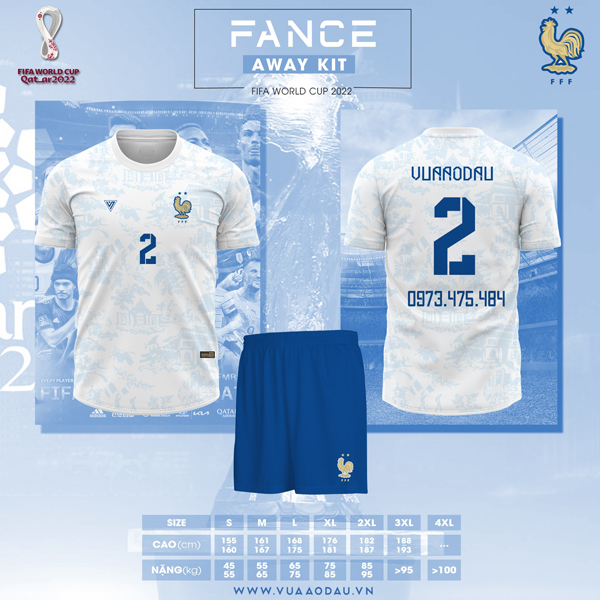 FANCE
AWAY KIT
FIFA WORLD CUP 2022
FIFA WORLD CUP
Qat_ar2022
FFF
2
VUAAODAU
2
0973.475.484
FFF
SIZE S M L XL 2XL 3XL 4XL
CAO(cm) 155 160 161 167 168 175 176 181 182 187 188 193 ...
NẶNG(kg) 45 55 55 65 65 75 75 85 85 95 >95 >100
WWW.VUAAODAU.VN